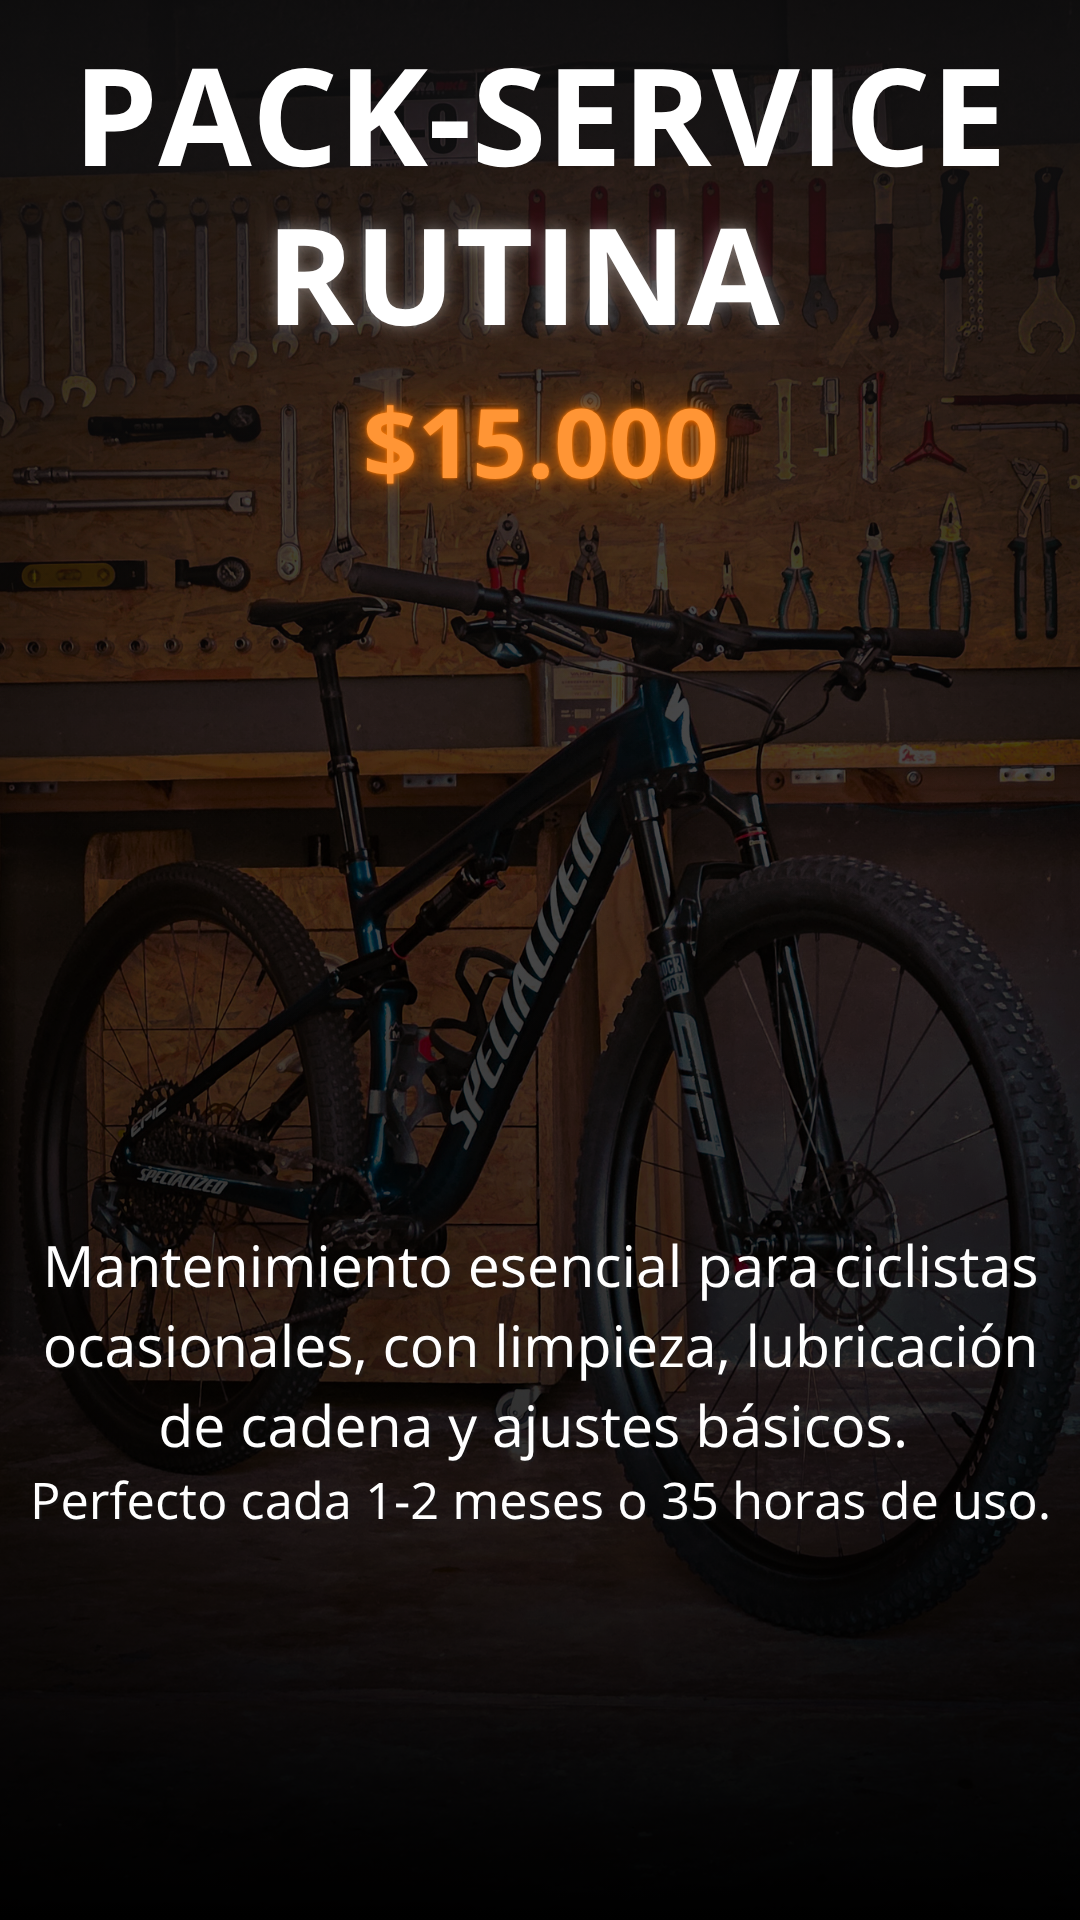 PACK-SERVICE
RUTINA
$15.000
SPECIALIZED
ROCK
SHOX
SID
EPIC
SPECIALIZED
Mantenimiento esencial para ciclistas
ocasionales, con limpieza, lubricación
de cadena y ajustes básicos.
Perfecto cada 1-2 meses o 35 horas de uso.